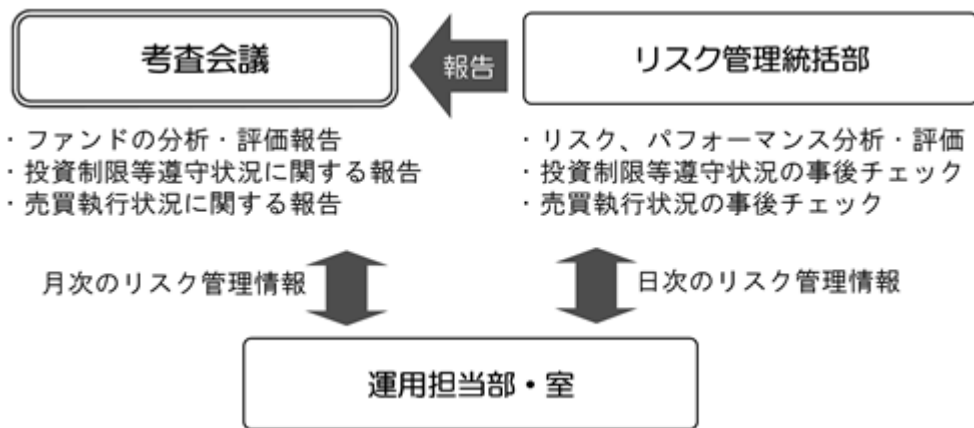 考査会議
報告
リスク管理統括部
・ファンドの分析・評価報告
・投資制限等遵守状況に関する報告
・売買執行状況に関する報告
・リスク、パフォーマンス分析・評価
・投資制限等遵守状況の事後チェック
・売買執行状況の事後チェック
月次のリスク管理情報
日次のリスク管理情報
運用担当部・室